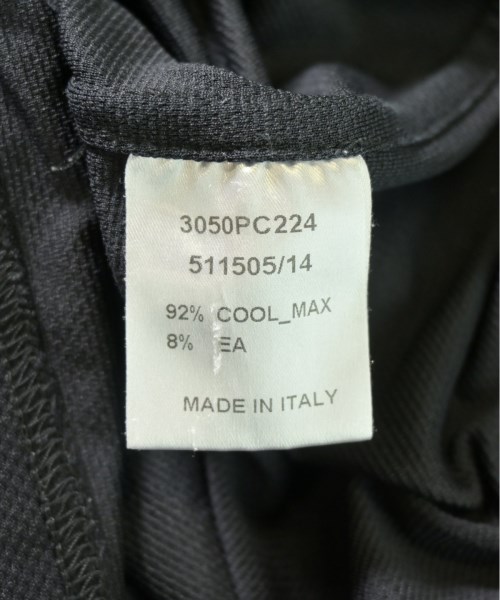 3050PC224
511505/14
92% COOL_MAX
8% EA
MADE IN ITALY